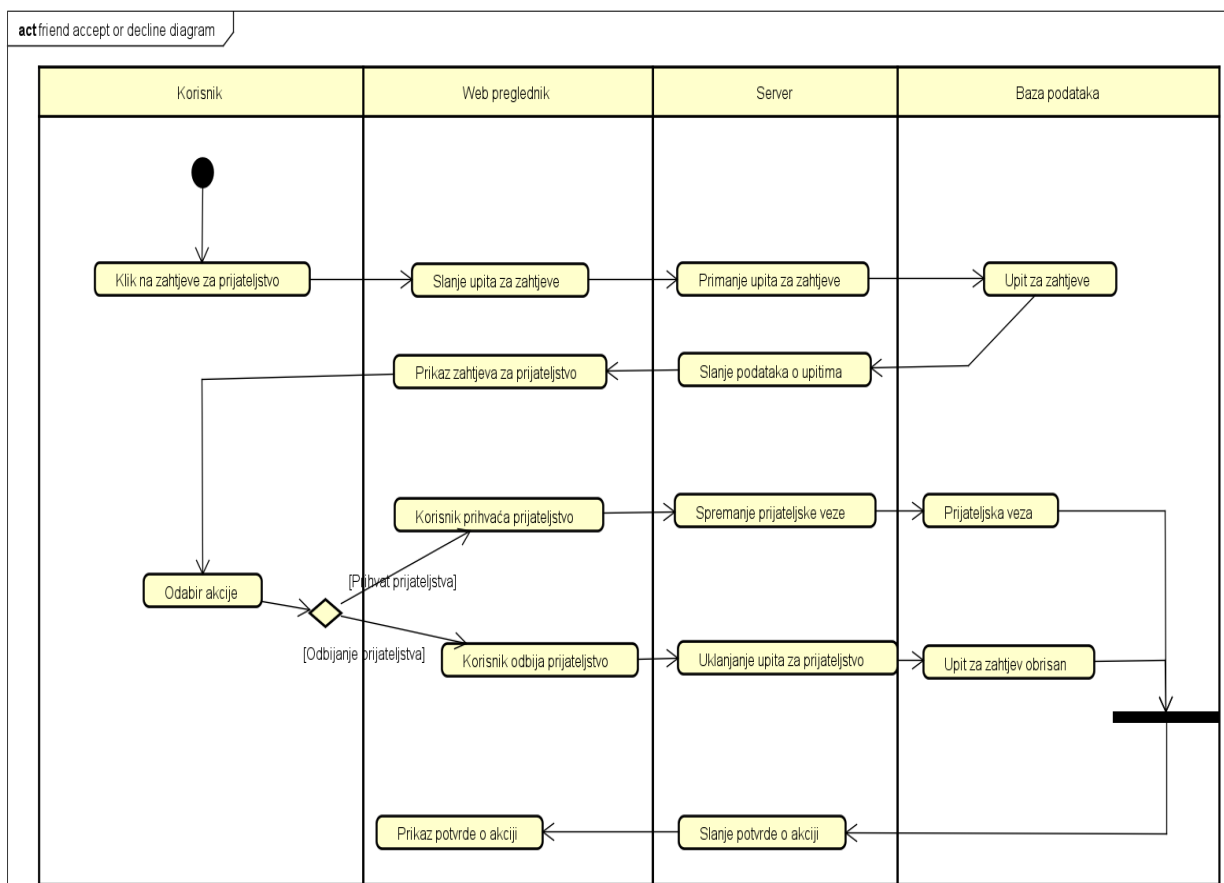 act friend accept or decline diagram
Korisnik
Web preglednik
Server
Baza podataka
Klik na zahtjeve za prijateljstvo
Slanje upita za zahtjeve
Primanje upita za zahtjeve
Upit za zahtjeve
Prikaz zahtjeva za prijateljstvo
Slanje podataka o upitima
Korisnik prihvaća prijateljstvo
Spremanje prijateljske veze
Prijateljska veza
Odabir akcije
[Prihvat prijateljstva]
[Odbijanje prijateljstva]
Korisnik odbija prijateljstvo
Uklanjanje upita za prijateljstvo
Upit za zahtjev obrisan
Prikaz potvrde o akciji
Slanje potvrde o akciji